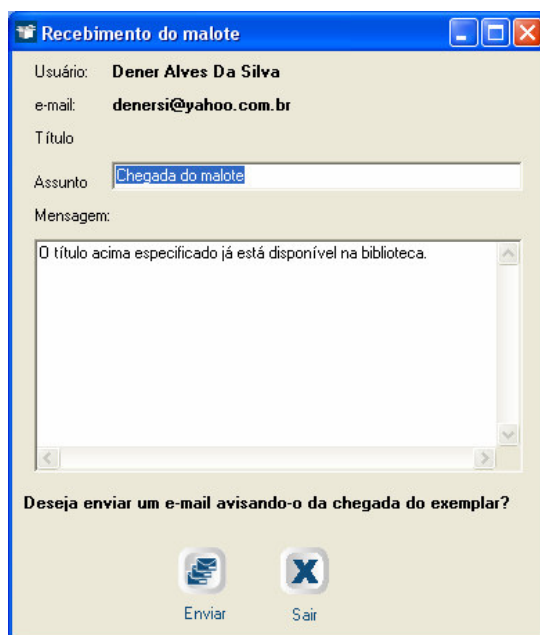 Recebimento do malote
Usuário: Dener Alves Da Silva
e-mail: denersi@yahoo.com.br
Título
Assunto Chegada do malote
Mensagem:
O título acima especificado já está disponível na biblioteca.
Deseja enviar um e-mail avisando-o da chegada do exemplar?
Enviar Sair